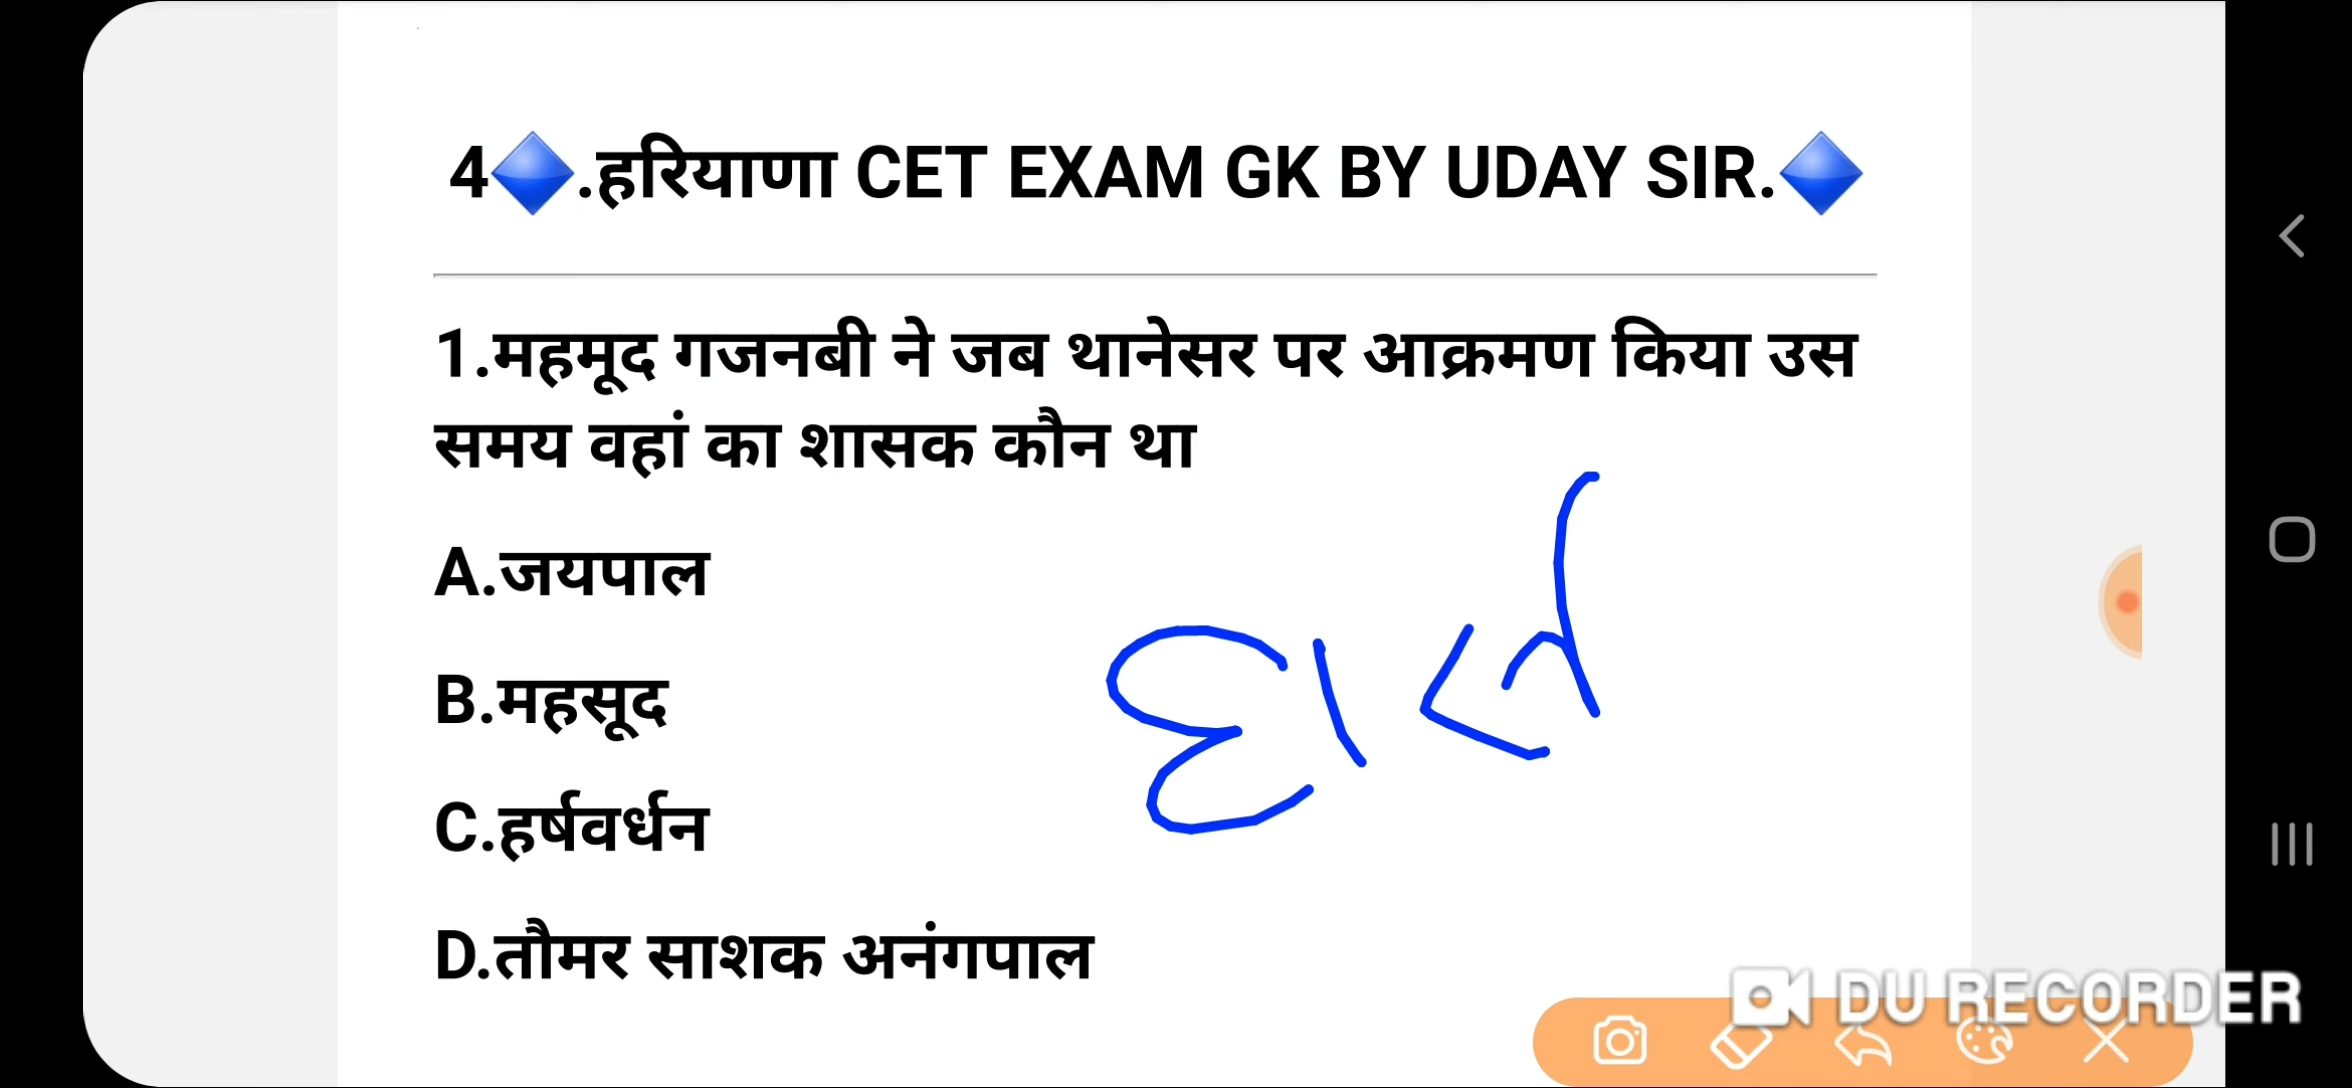 4🔷.हरियाणा CET EXAM GK BY UDAY SIR.🔷
1.महमूद गजनबी ने जब थानेसर पर आक्रमण किया उस
समय वहां का शासक कौन था
A.जयपाल
B.महसूद
C.हर्षवर्धन
D.तौमर साशक अनंगपाल
DU RECORDER